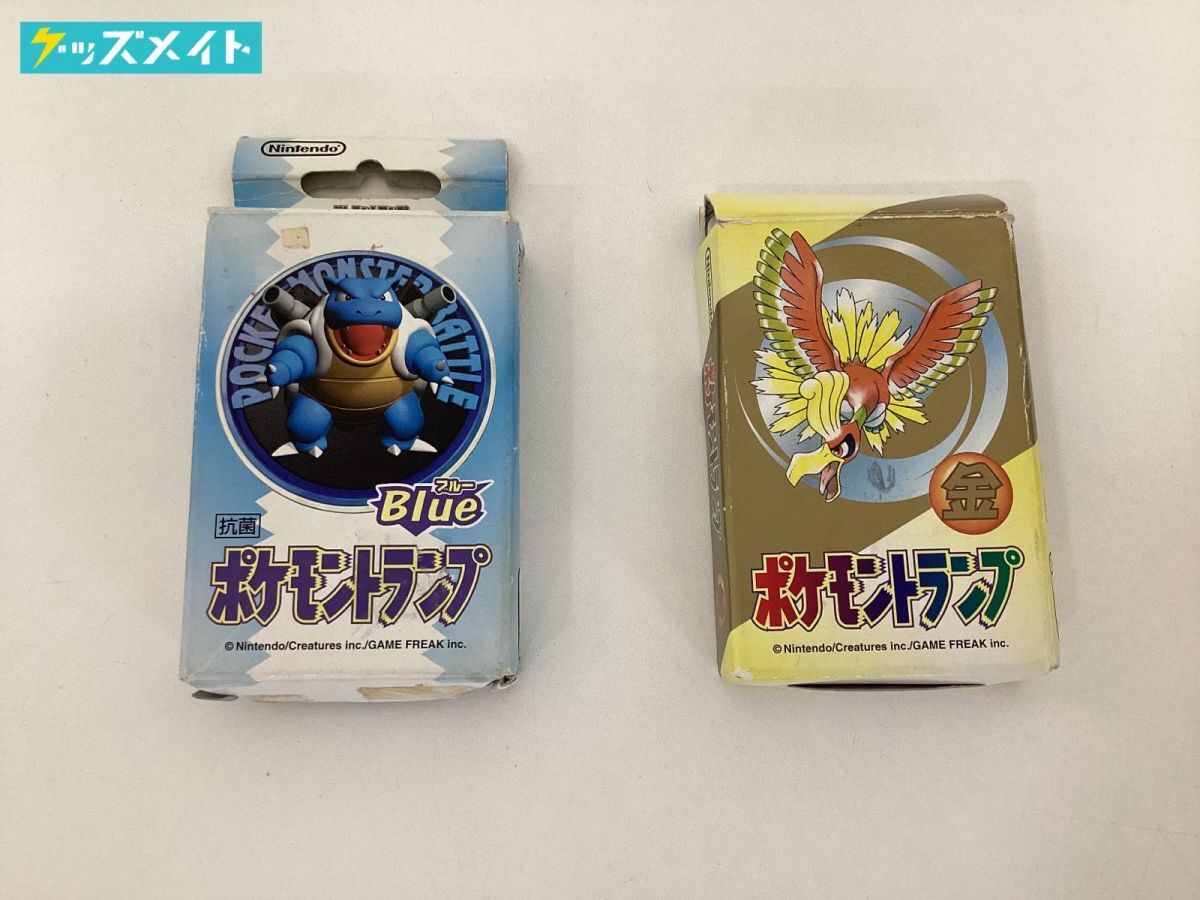 グッズメイト
Nintendo
POCKET MONSTER BATTLE
ブルー
Blue
抗菌
ポケモントランプ
© Nintendo/Creatures inc./GAME FREAK inc.
Nintendo
金
ポケモントランプ
© Nintendo/Creatures inc./GAME FREAK inc.